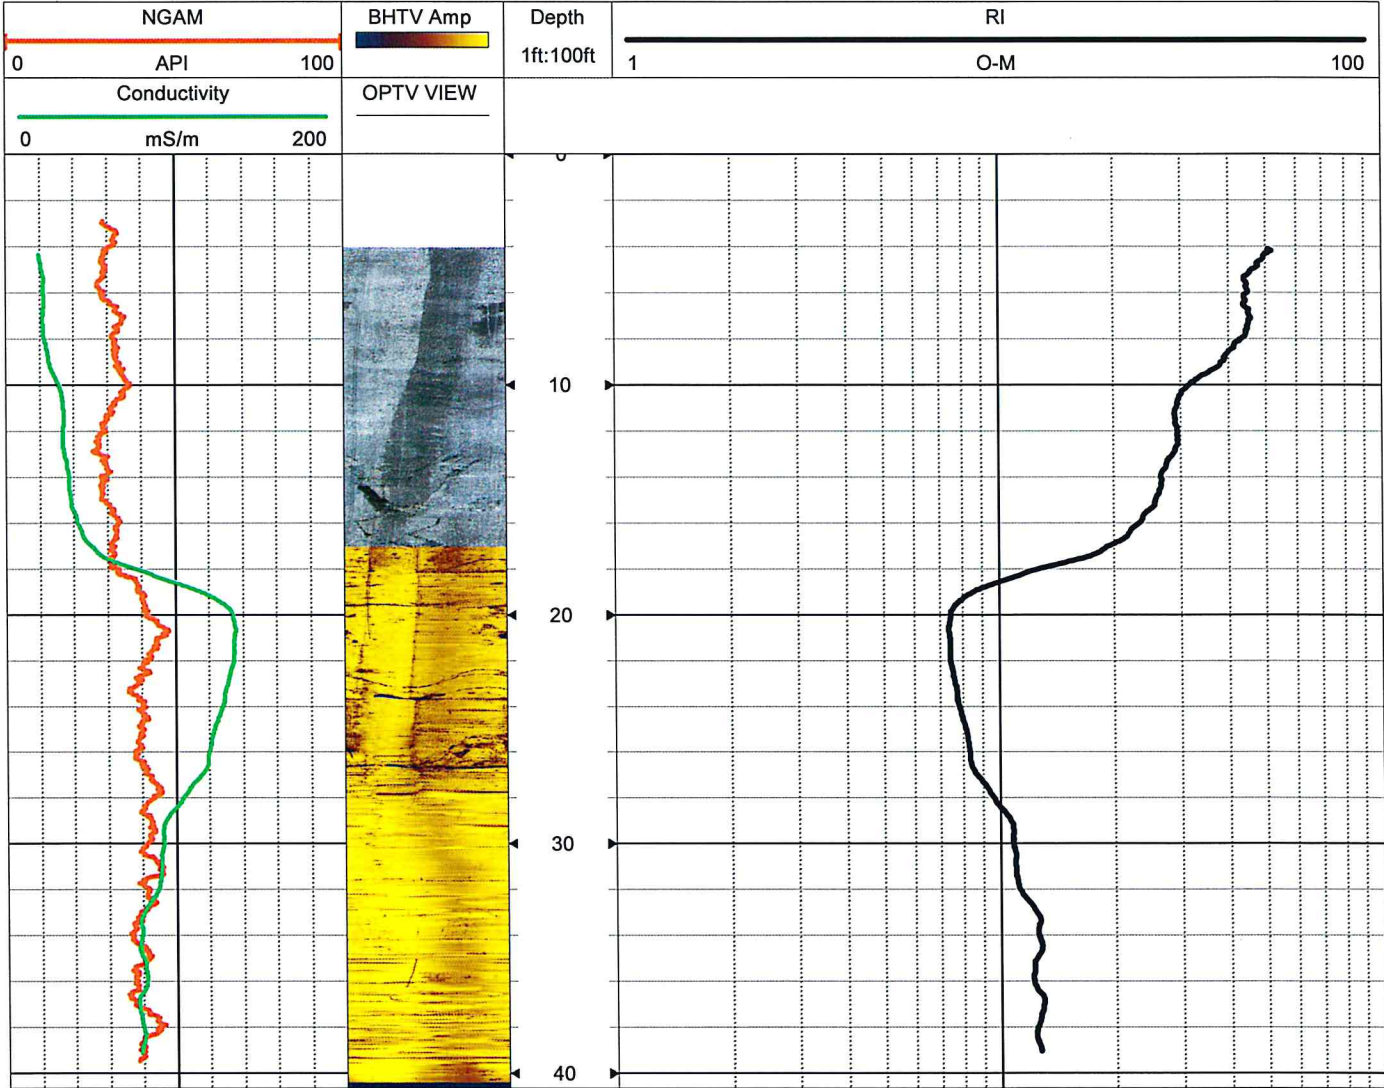 NGAM
0 API 100
Conductivity
0 mS/m 200
BHTV Amp
OPTV VIEW
Depth
1ft:100ft
RI
1 O-M 100
0
10
20
30
40